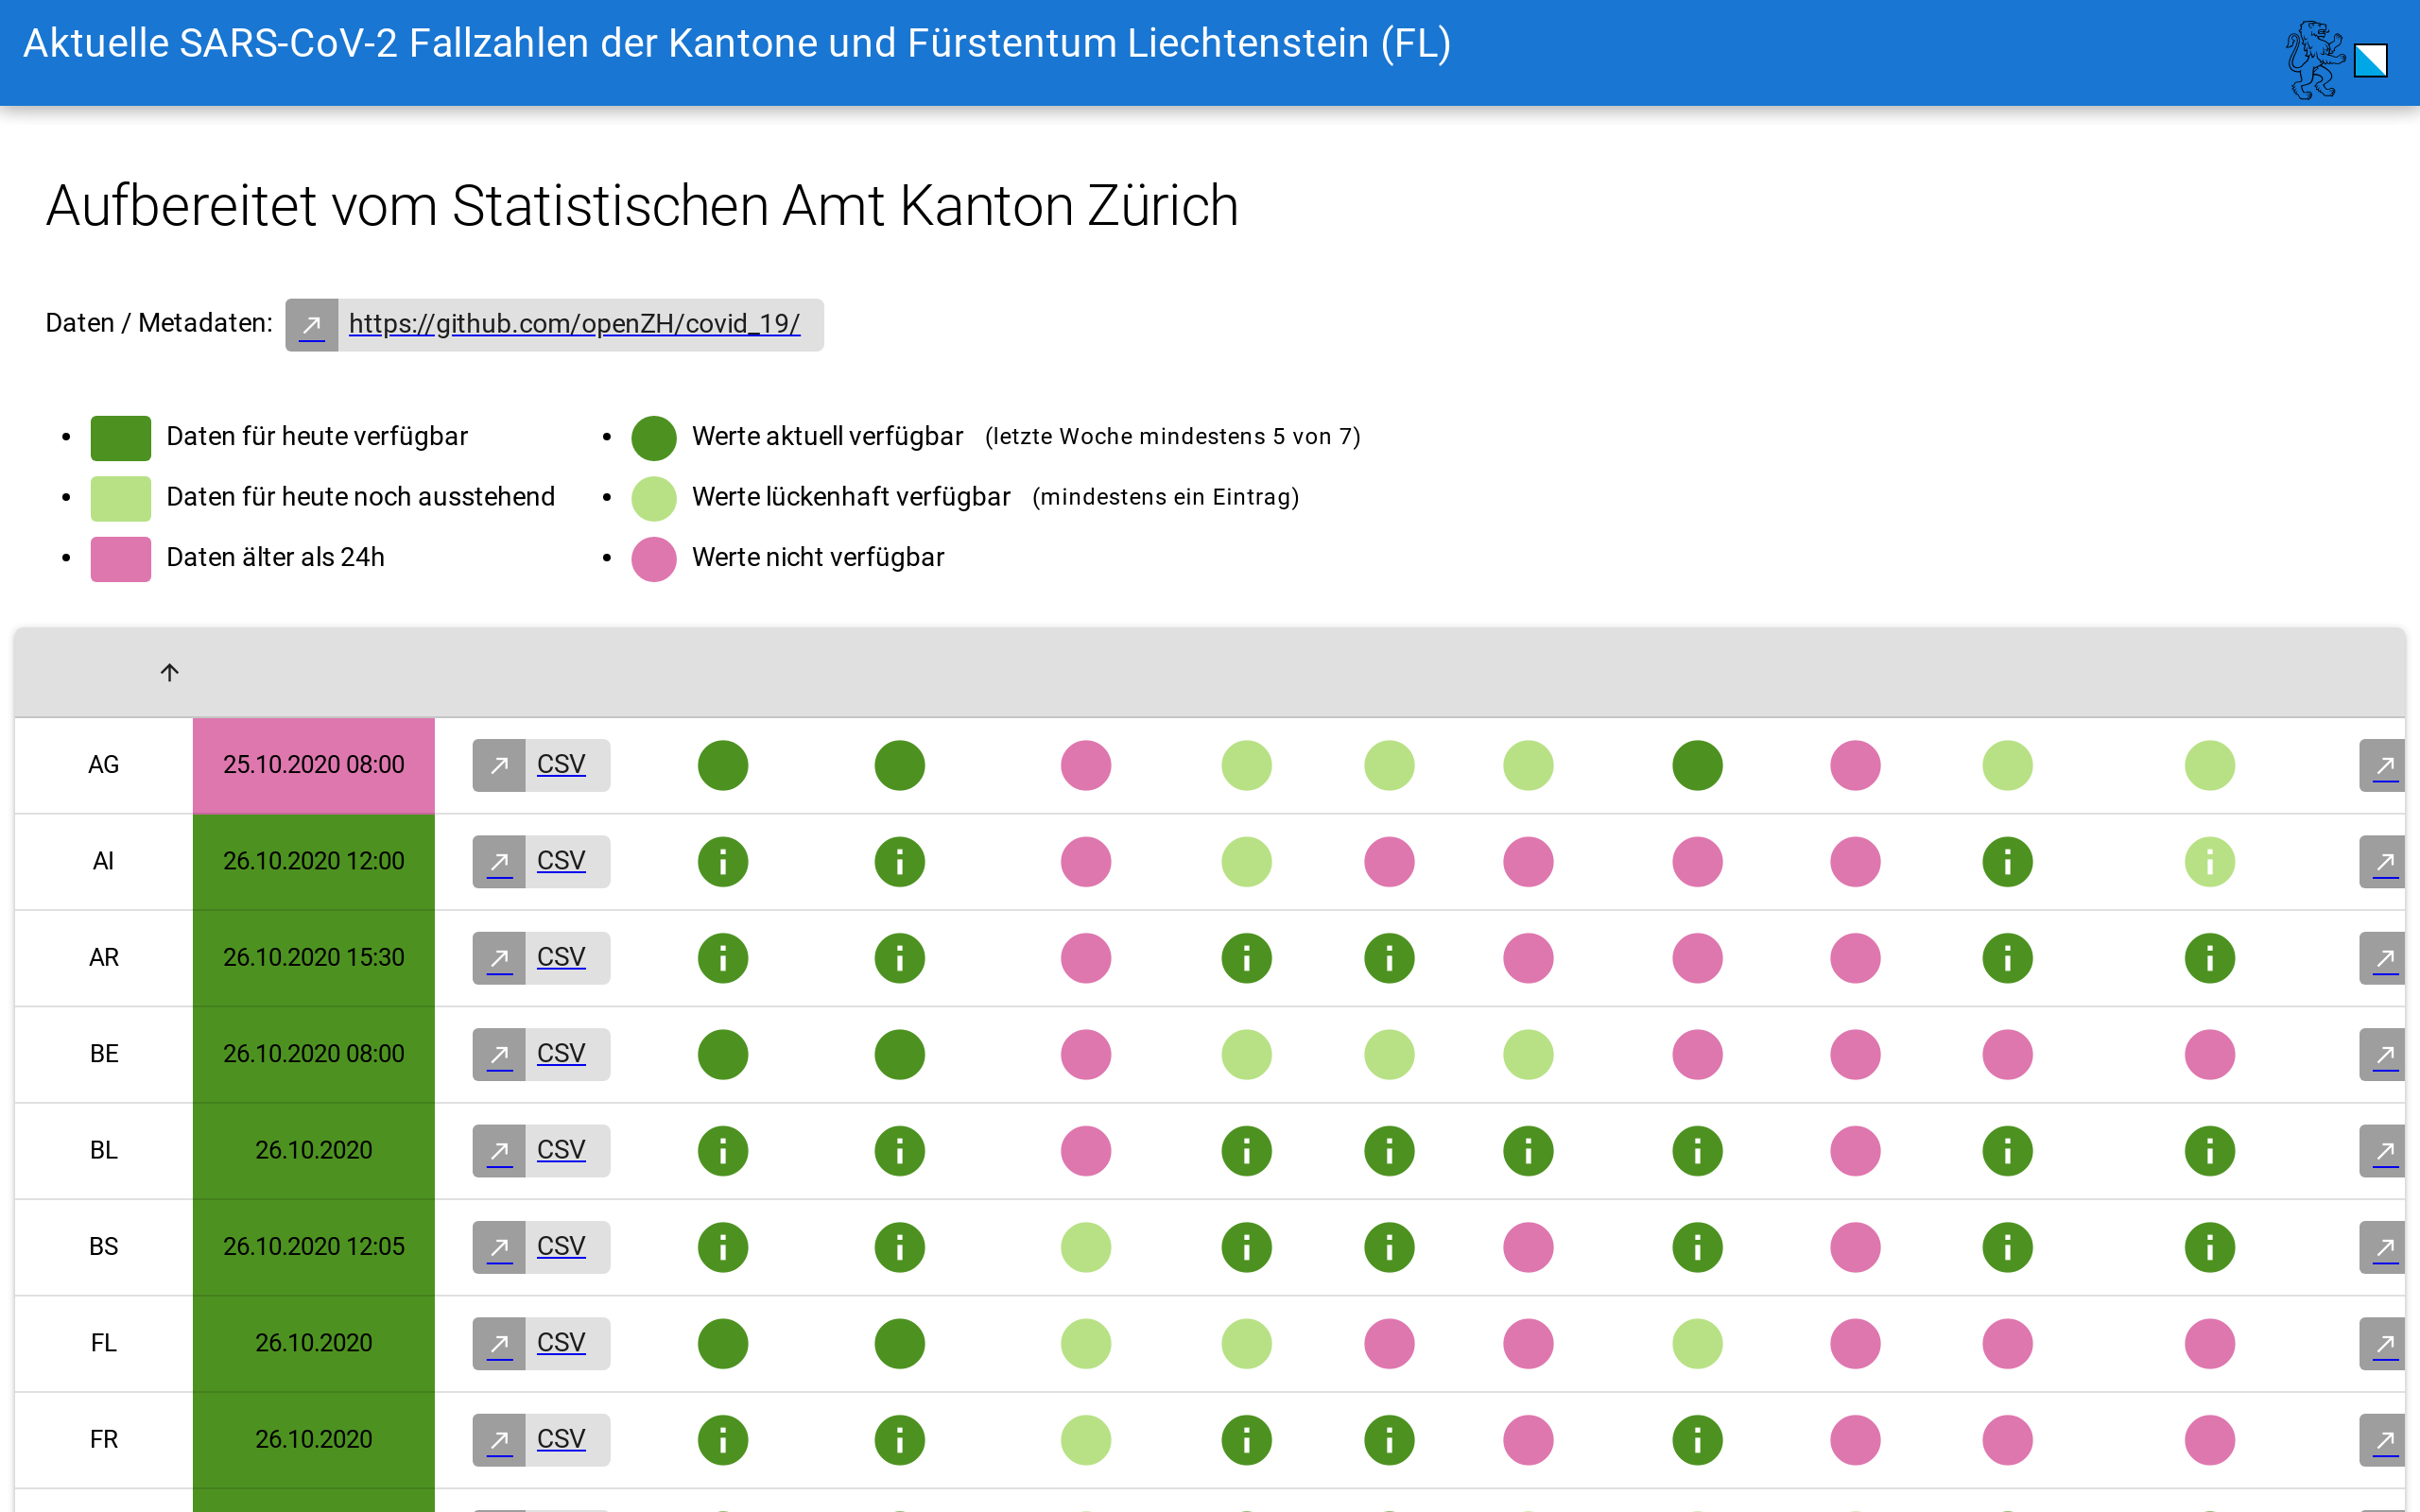 Aktuelle SARS-CoV-2 Fallzahlen der Kantone und Fürstentum Liechtenstein (FL)
Aufbereitet vom Statistischen Amt Kanton Zürich
Daten / Metadaten: https://github.com/openZH/covid_19/
Daten für heute verfügbar
Daten für heute noch ausstehend
Daten älter als 24h
Werte aktuell verfügbar (letzte Woche mindestens 5 von 7)
Werte lückenhaft verfügbar (mindestens ein Eintrag)
Werte nicht verfügbar
AG 25.10.2020 08:00 CSV
AI 26.10.2020 12:00 CSV
AR 26.10.2020 15:30 CSV
BE 26.10.2020 08:00 CSV
BL 26.10.2020 CSV
BS 26.10.2020 12:05 CSV
FL 26.10.2020 CSV
FR 26.10.2020 CSV